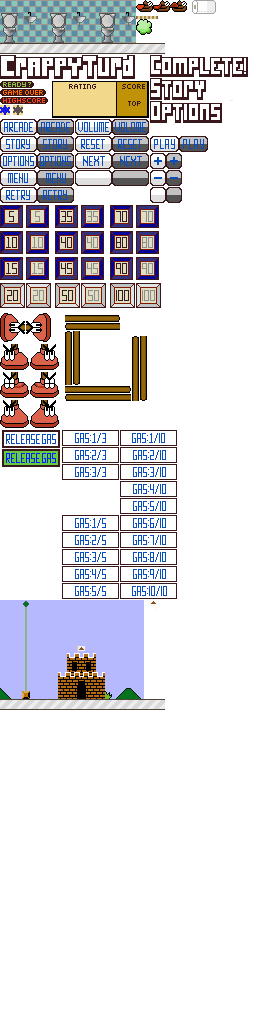 CRAPPYTURD COMPLETE!
READY? RATING SCORE STORY
GAME OVER
HIGHSCORE TOP OPTIONS
ARCADE ARCADE VOLUME VOLUME
STORY STORY RESET RESET PLAY PLAY
OPTIONS OPTIONS NEXT NEXT + +
MENU MENU - -
RETRY RETRY
5 5 35 35 70 70
10 10 40 40 80 80
15 15 45 45 90 90
20 20 50 50 100 100
RELEASE GAS GAS:1/3 GAS:1/10
RELEASE GAS GAS:2/3 GAS:2/10
GAS:3/3 GAS:3/10
GAS:4/10
GAS:5/10
GAS:1/5 GAS:6/10
GAS:2/5 GAS:7/10
GAS:3/5 GAS:8/10
GAS:4/5 GAS:9/10
GAS:5/5 GAS:10/10